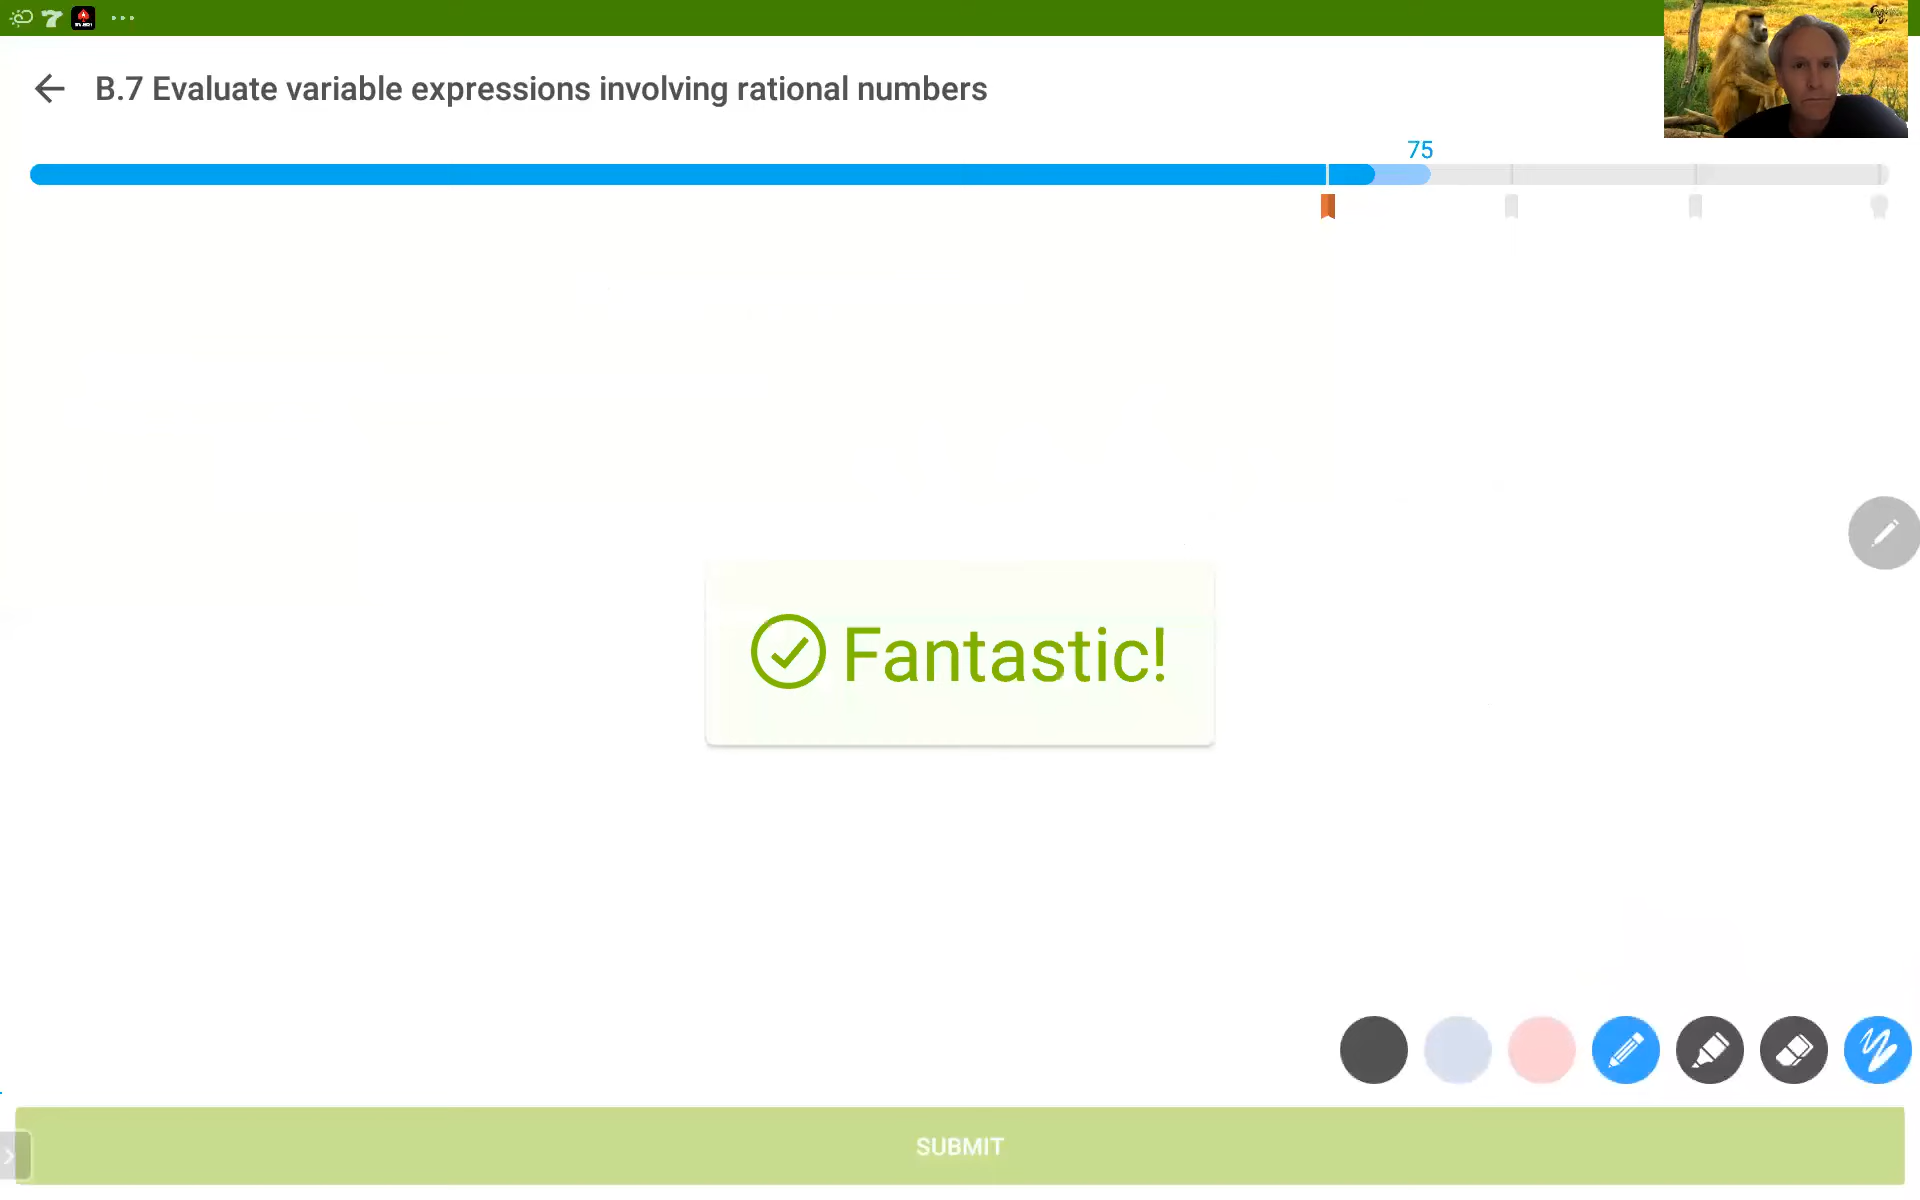 B.7 Evaluate variable expressions involving rational numbers
75
Fantastic!
SUBMIT